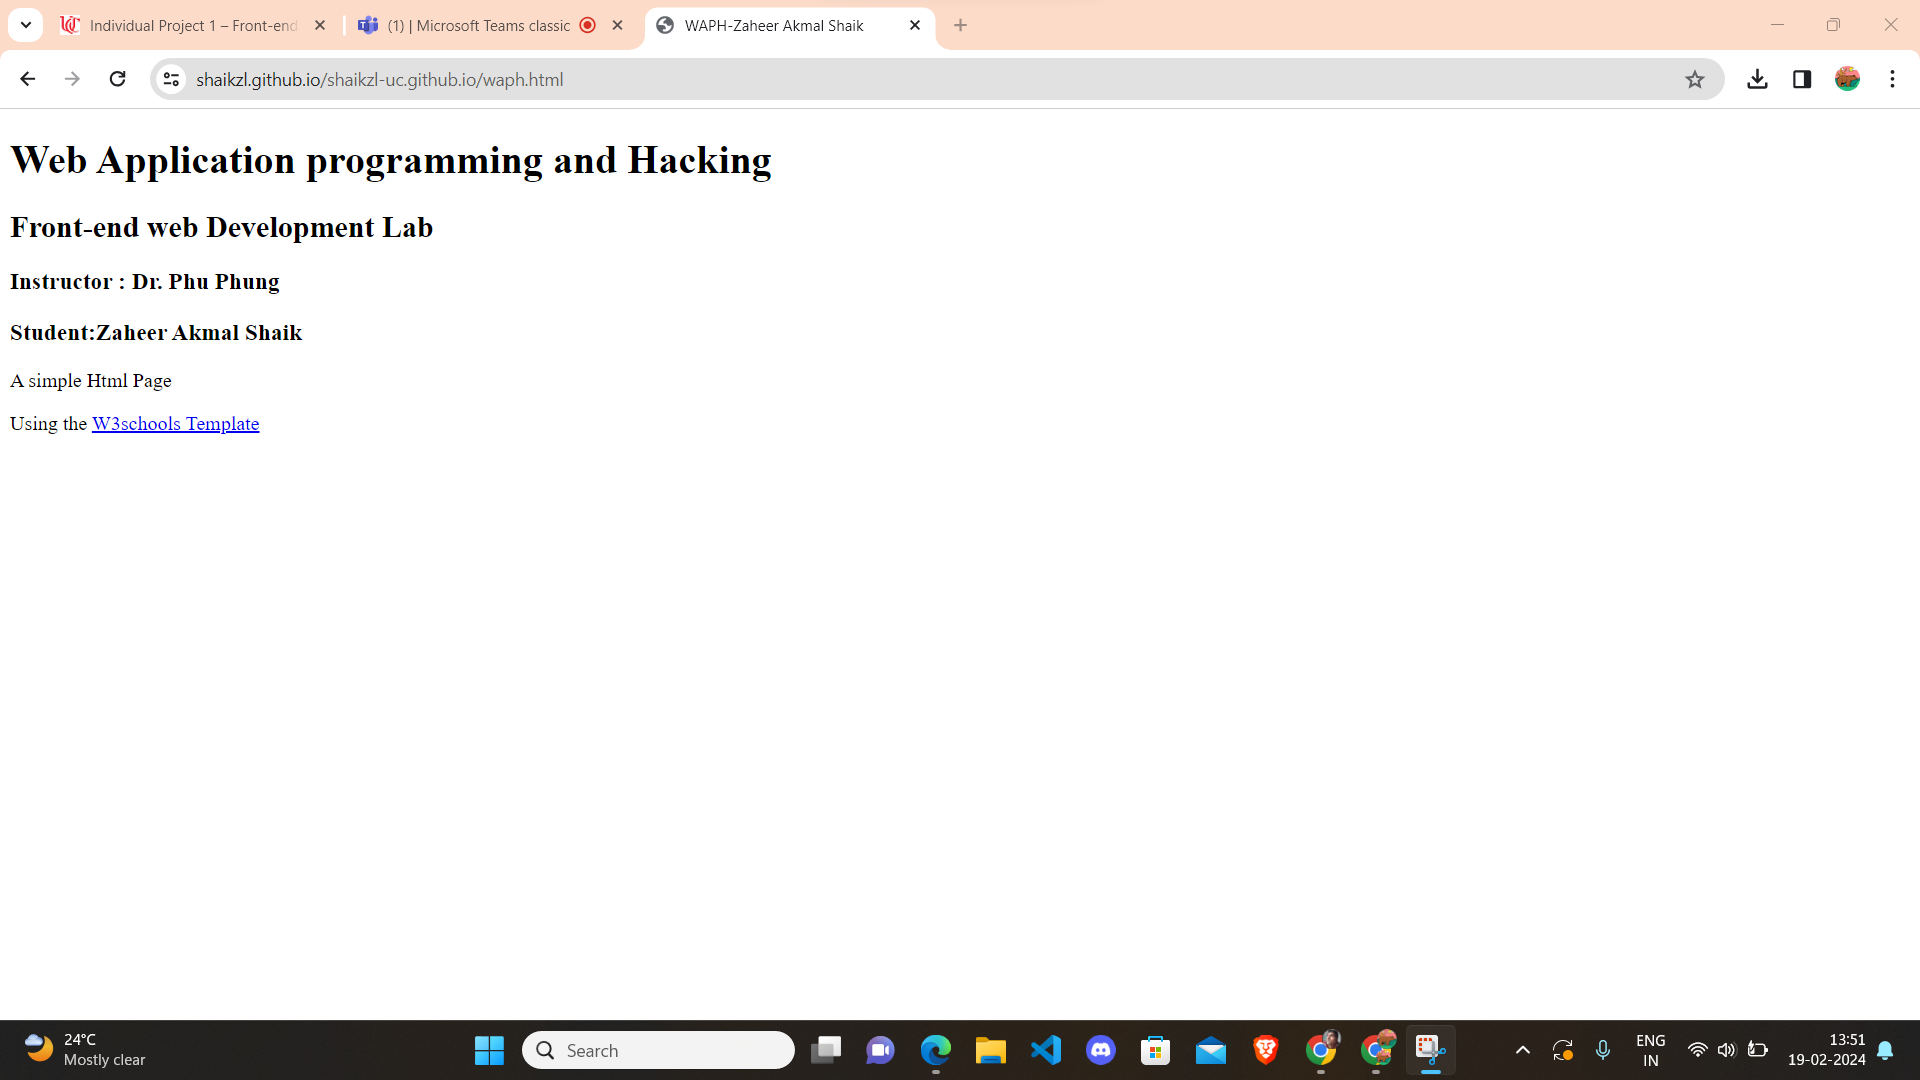 Individual Project 1 – Front-end
(1) | Microsoft Teams classic
WAPH-Zaheer Akmal Shaik
shaikzl.github.io/shaikzl-uc.github.io/waph.html
Web Application programming and Hacking
Front-end web Development Lab
Instructor : Dr. Phu Phung
Student:Zaheer Akmal Shaik
A simple Html Page
Using the W3schools Template
24°C
Mostly clear
Search
ENG
IN
13:51
19-02-2024